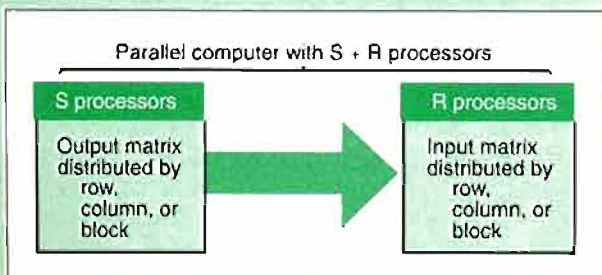 Parallel computer with S + R processors
S processors
Output matrix
distributed by
row,
column, or
block
R processors
Input matrix
distributed by
row,
column, or
block